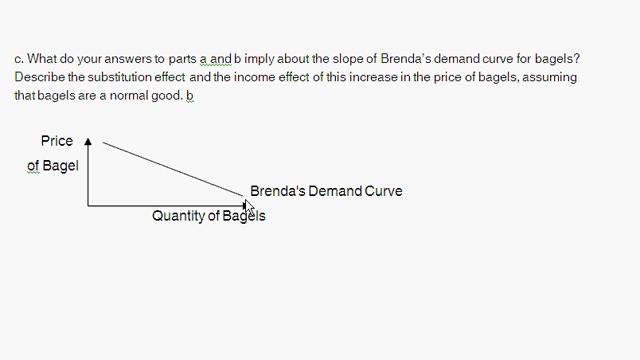 c. What do your answers to parts a and b imply about the slope of Brenda's demand curve for bagels?
Describe the substitution effect and the income effect of this increase in the price of bagels, assuming
that bagels are a normal good. b
Price
of Bagel
Brenda's Demand Curve
Quantity of Bagels